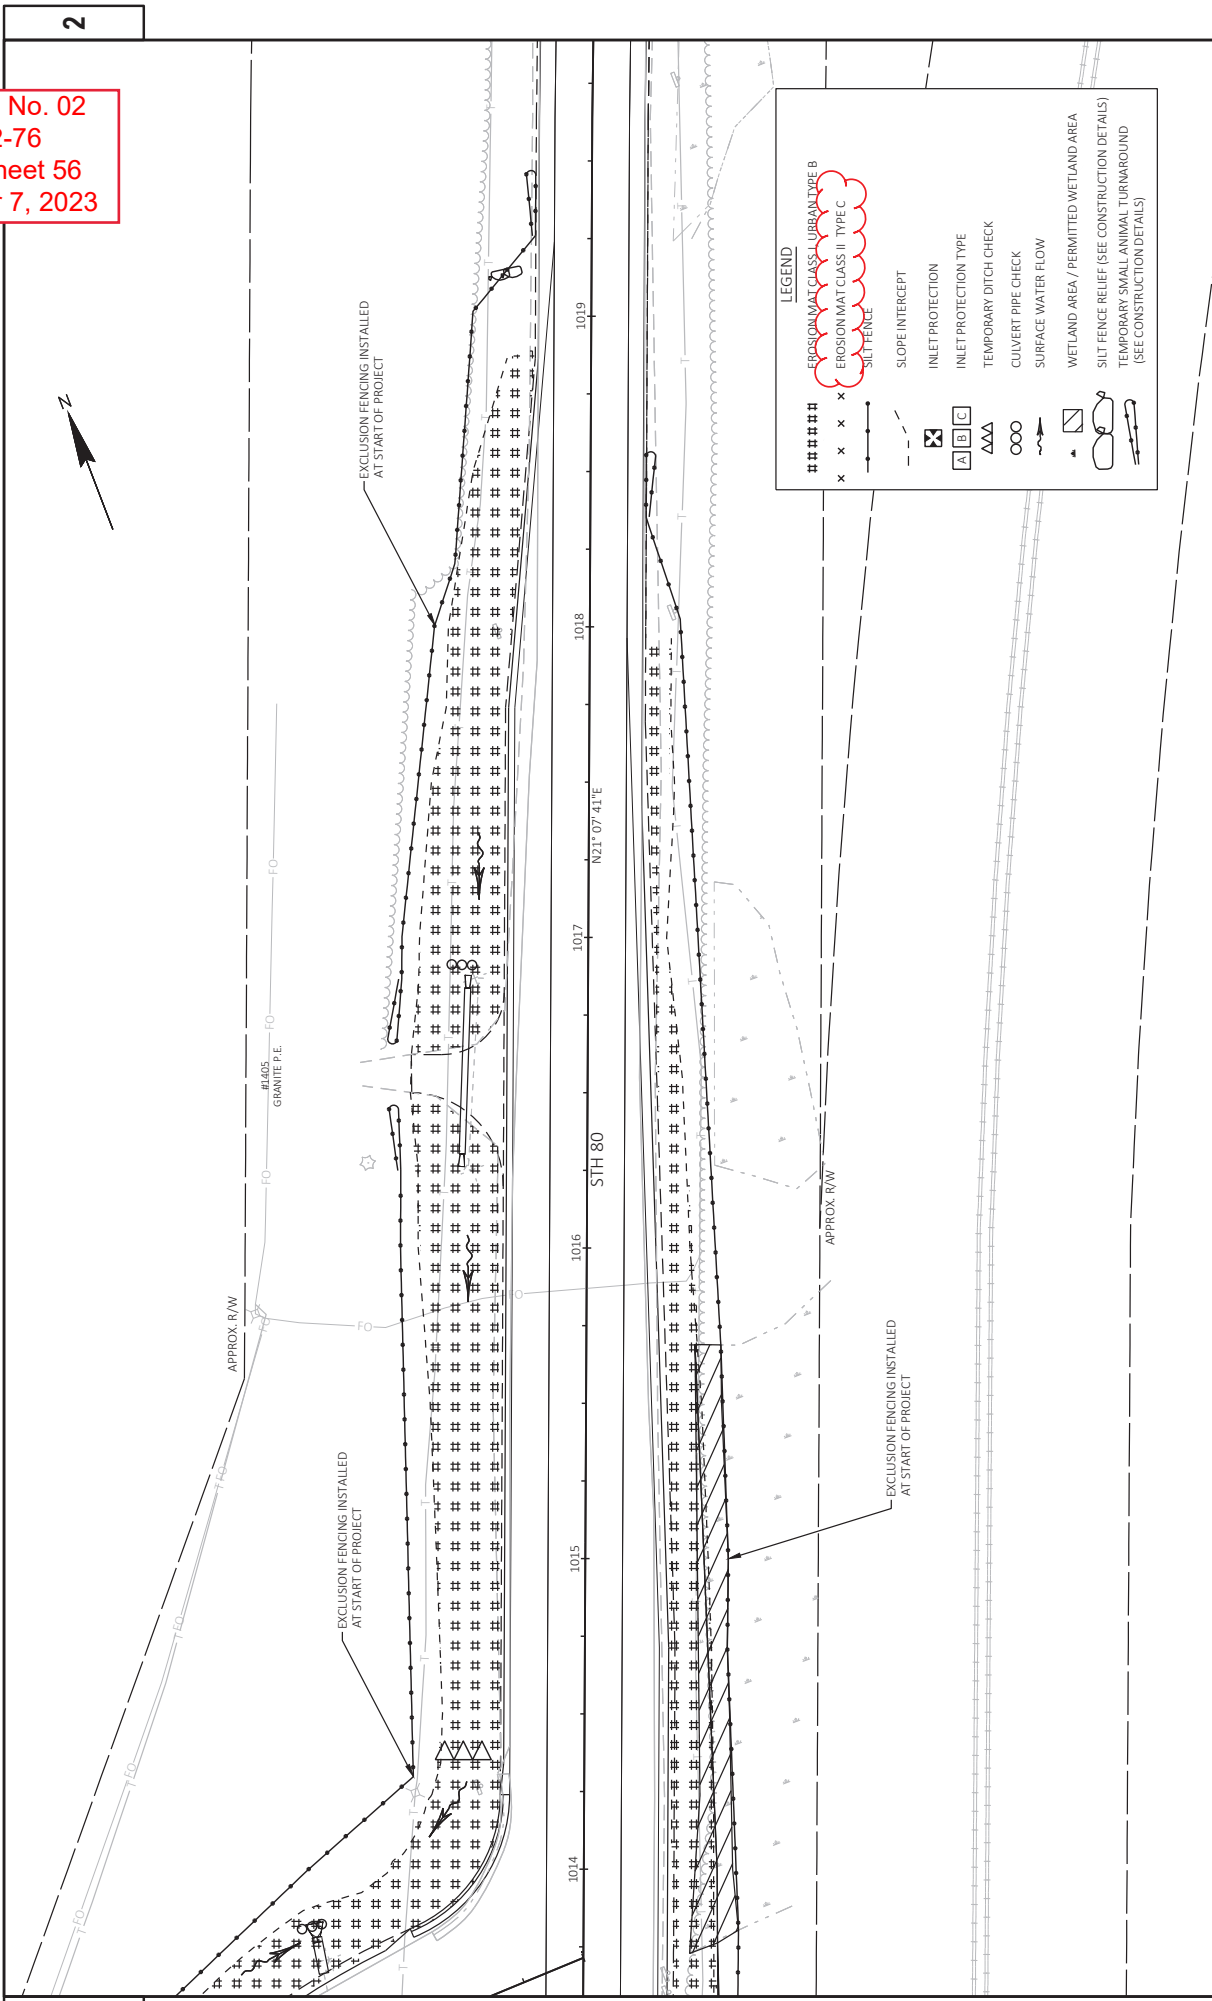 2
No. 02
2-76
heet 56
r 7, 2023
N
EXCLUSION FENCING INSTALLED
AT START OF PROJECT
LEGEND
EROSION MAT CLASS I URBAN TYPE B
EROSION MAT CLASS II TYPE C
SILT FENCE
SLOPE INTERCEPT
INLET PROTECTION
A B C
INLET PROTECTION TYPE
TEMPORARY DITCH CHECK
CULVERT PIPE CHECK
SURFACE WATER FLOW
WETLAND AREA / PERMITTED WETLAND AREA
SILT FENCE RELIEF (SEE CONSTRUCTION DETAILS)
TEMPORARY SMALL ANIMAL TURNAROUND
(SEE CONSTRUCTION DETAILS)
1019
1018
1017
1016
1015
1014
N21° 07' 41"E
STH 80
#1405
GRANITE P.E.
APPROX. R/W
APPROX. R/W
EXCLUSION FENCING INSTALLED
AT START OF PROJECT
EXCLUSION FENCING INSTALLED
AT START OF PROJECT
FO
FO
FO
FO
FO
FO
T FO
T FO
T FO
T FO
T
T
T
T
T
T
T
T